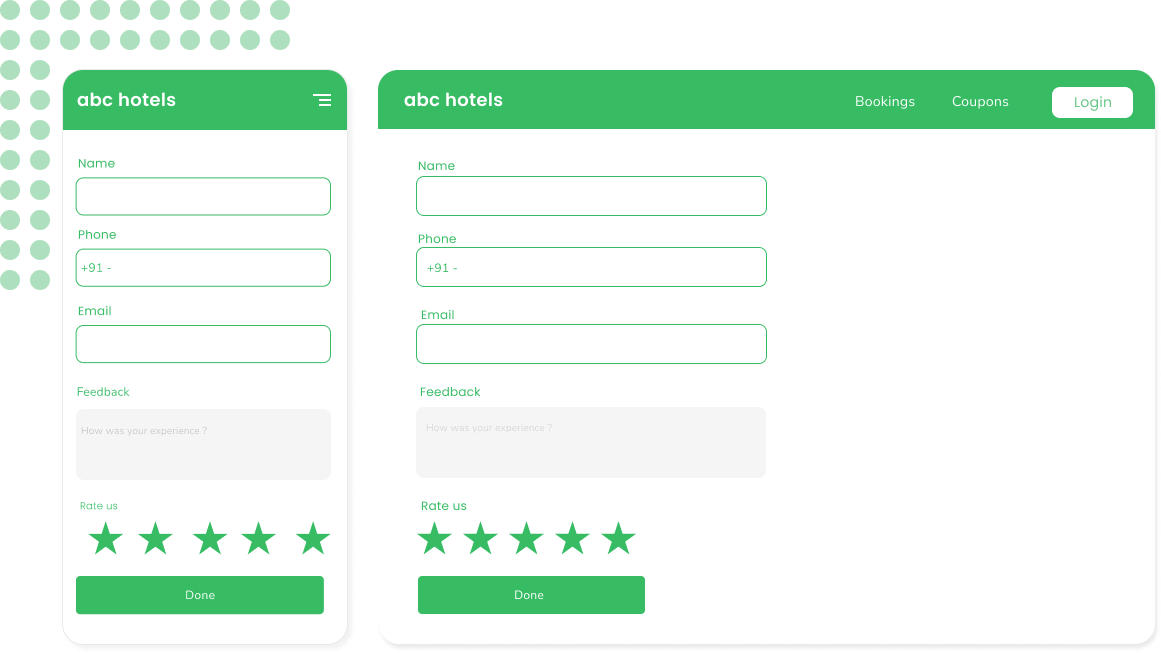 abc hotels
Name
Phone
+91 -
Email
Feedback
How was your experience ?
Rate us
Done
abc hotels
Bookings
Coupons
Login
Name
Phone
+91 -
Email
Feedback
How was your experience ?
Rate us
Done